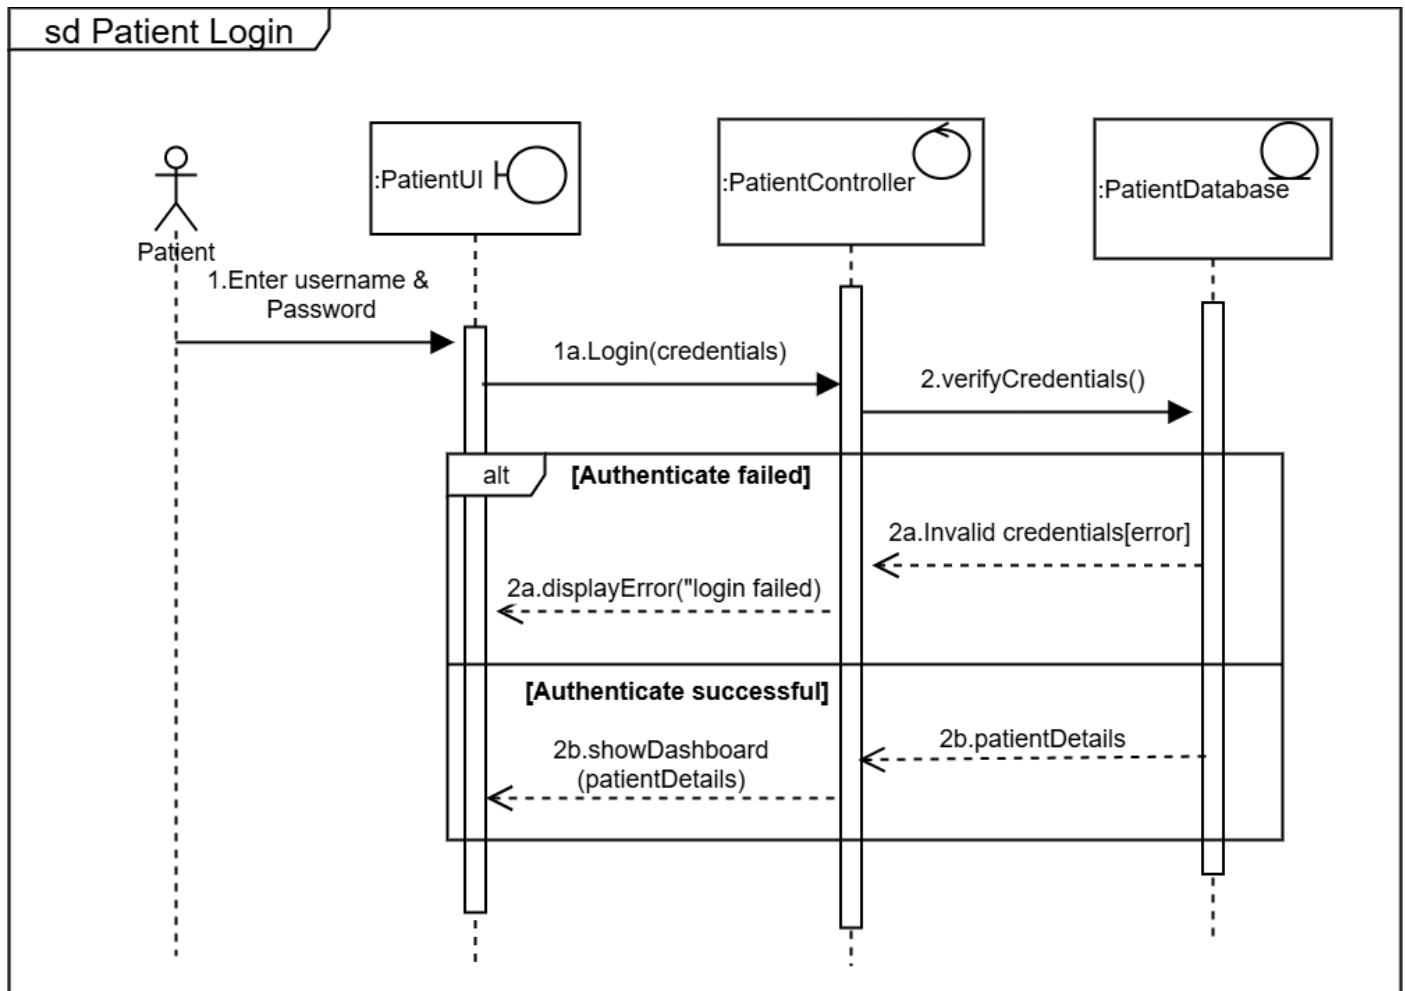 sd Patient Login
:PatientUI
:PatientController
:PatientDatabase
Patient
1.Enter username &
Password
1a.Login(credentials)
2.verifyCredentials()
alt
[Authenticate failed]
2a.Invalid credentials[error]
2a.displayError("login failed)
[Authenticate successful]
2b.patientDetails
2b.showDashboard
(patientDetails)